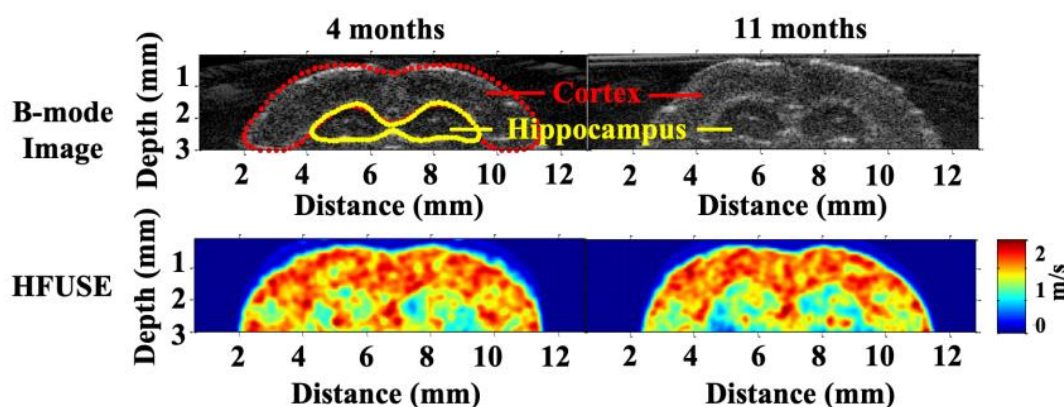 4 months 11 months
B-mode
Image
Depth (mm)
1
2
3
Cortex
Hippocampus
2 4 6 8 10 12 2 4 6 8 10 12
Distance (mm) Distance (mm)
HFUSE
Depth (mm)
1
2
3
2
1
0
m/s
2 4 6 8 10 12 2 4 6 8 10 12
Distance (mm) Distance (mm)